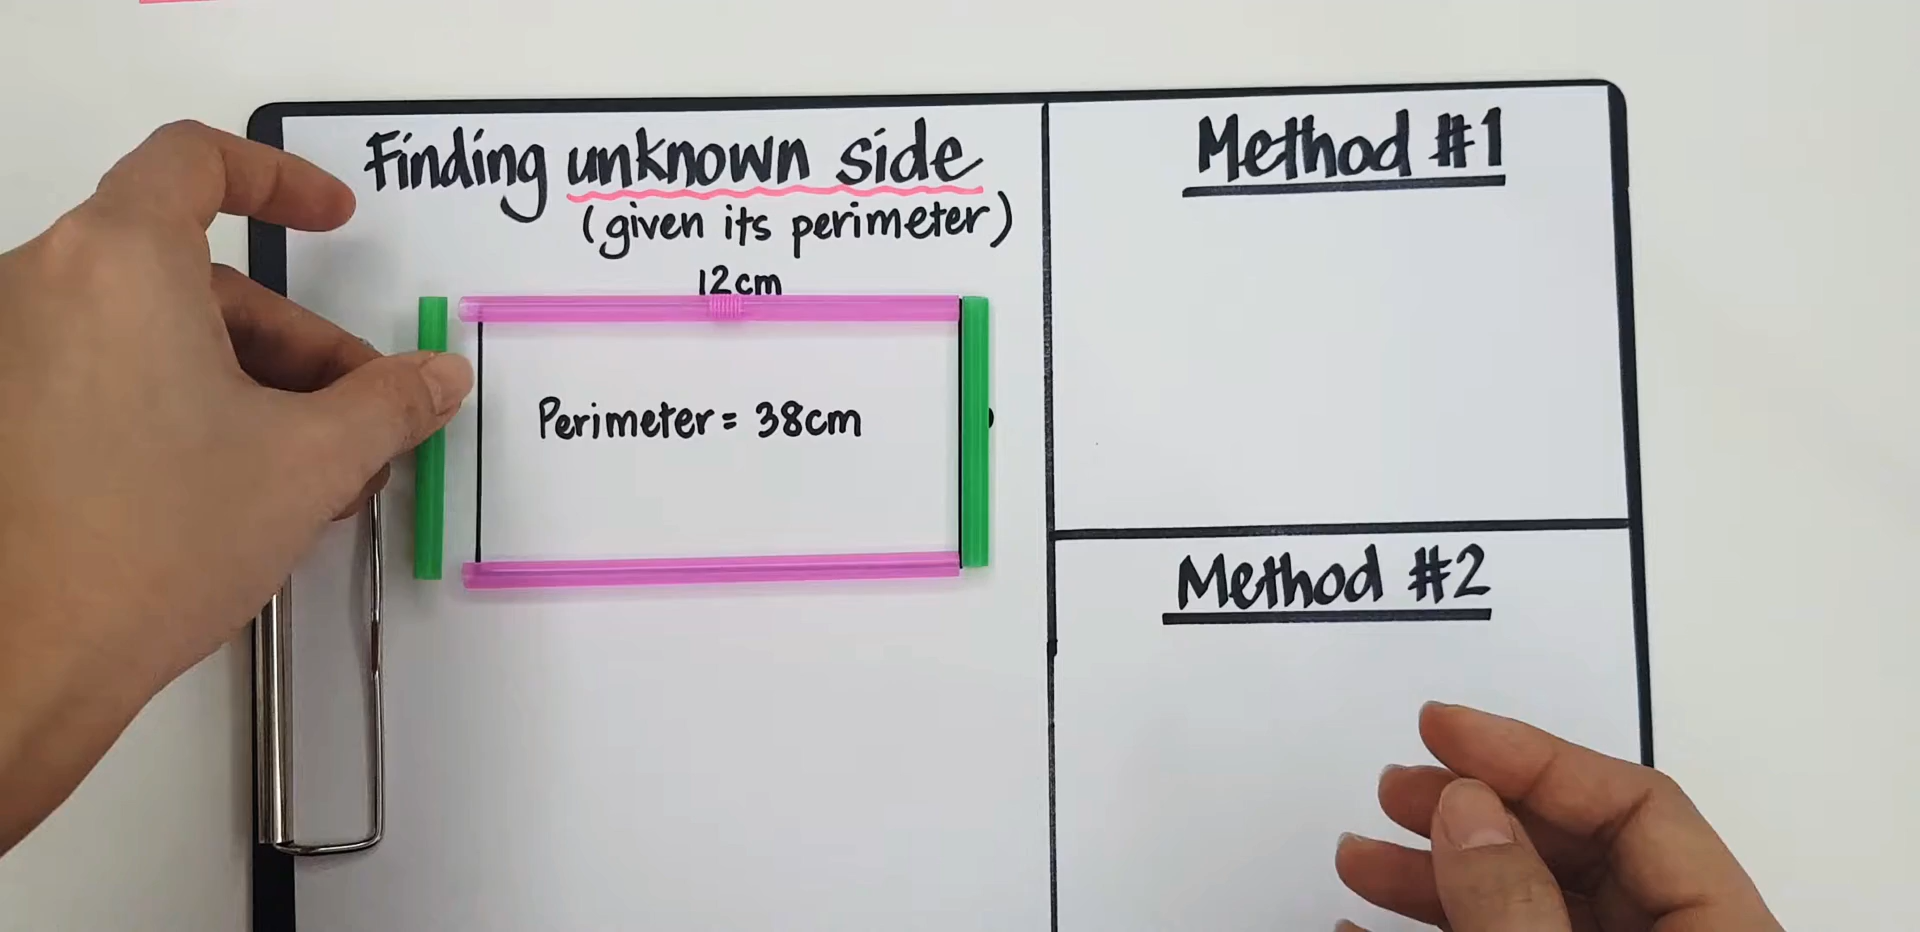 Finding unknown side
(given its perimeter)
12cm
Perimeter = 38cm
Method #1
Method #2